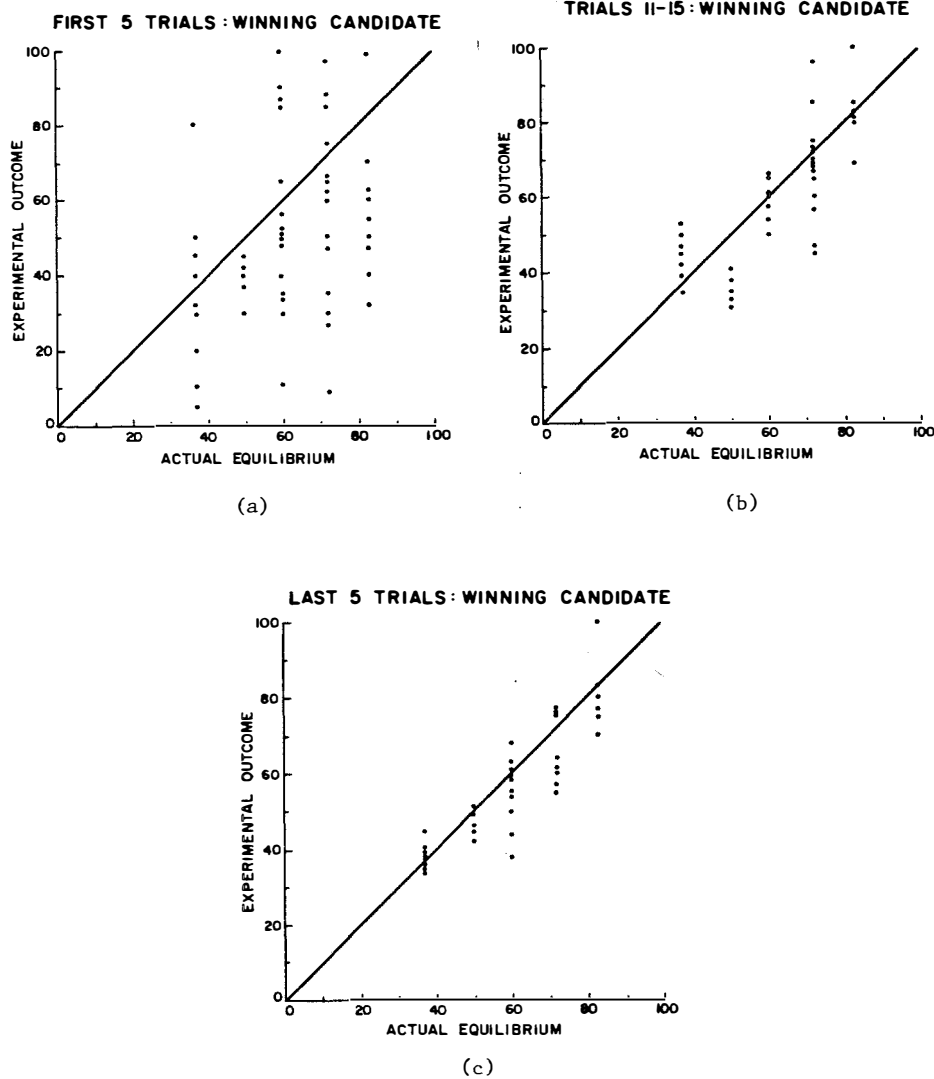 FIRST 5 TRIALS: WINNING CANDIDATE
100
80
60
40
20
0
EXPERIMENTAL OUTCOME
0 20 40 60 80 100
ACTUAL EQUILIBRIUM
(a)
TRIALS 11-15: WINNING CANDIDATE
100
80
60
40
20
0
EXPERIMENTAL OUTCOME
0 20 40 60 80 100
ACTUAL EQUILIBRIUM
(b)
LAST 5 TRIALS: WINNING CANDIDATE
100
80
60
40
20
0
EXPERIMENTAL OUTCOME
0 20 40 60 80 100
ACTUAL EQUILIBRIUM
(c)